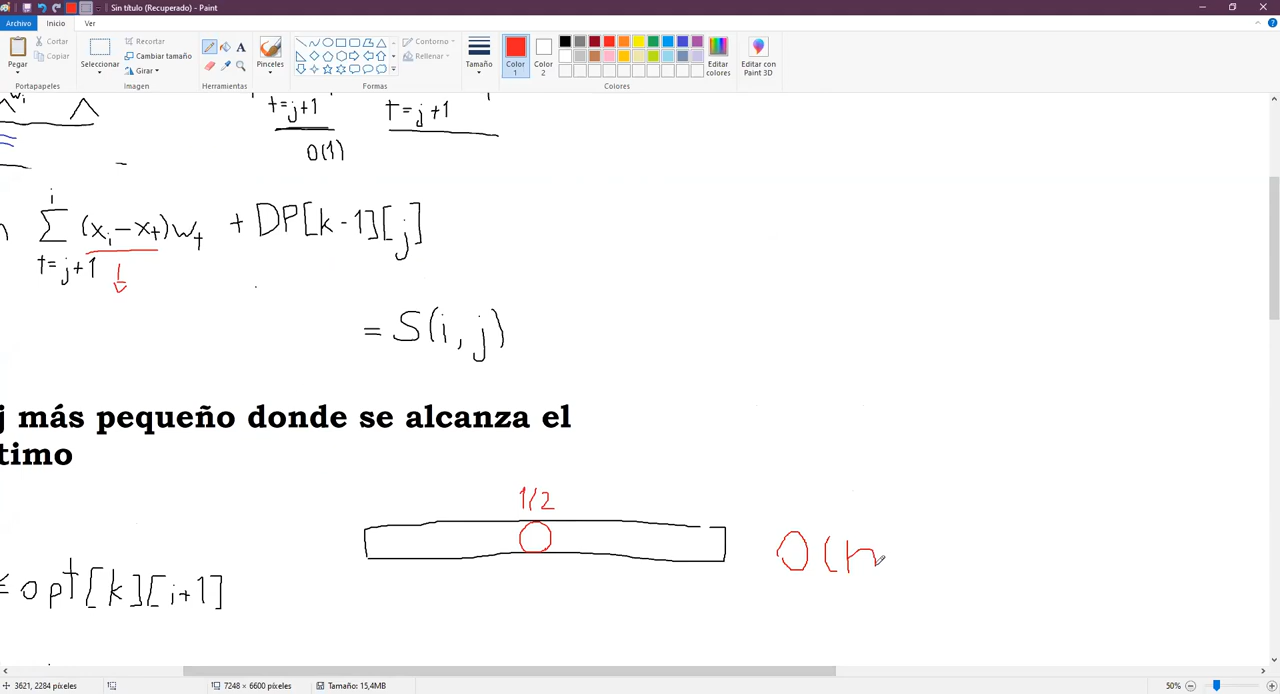 Sin título (Recuperado) - Paint
Archivo Inicio Ver
Pegar Cortar Copiar Seleccionar Recortar Cambiar tamaño Girar Pinceles Contorno Rellenar Tamaño Color 1 Color 2 Editar colores Editar con Paint 3D
Portapapeles Imagen Herramientas Formas Colores
wi
t=j+1 t=j+1
O(1)
i
∑ (xi-xt)wt + DP[k-1][j]
t=j+1
= S(i, j)
j más pequeño donde se alcanza el
timo
1/2
O(n
≤ opt[k][i+1]
3621, 2284 píxeles 7248 × 6600 píxeles Tamaño: 15,4MB 50%